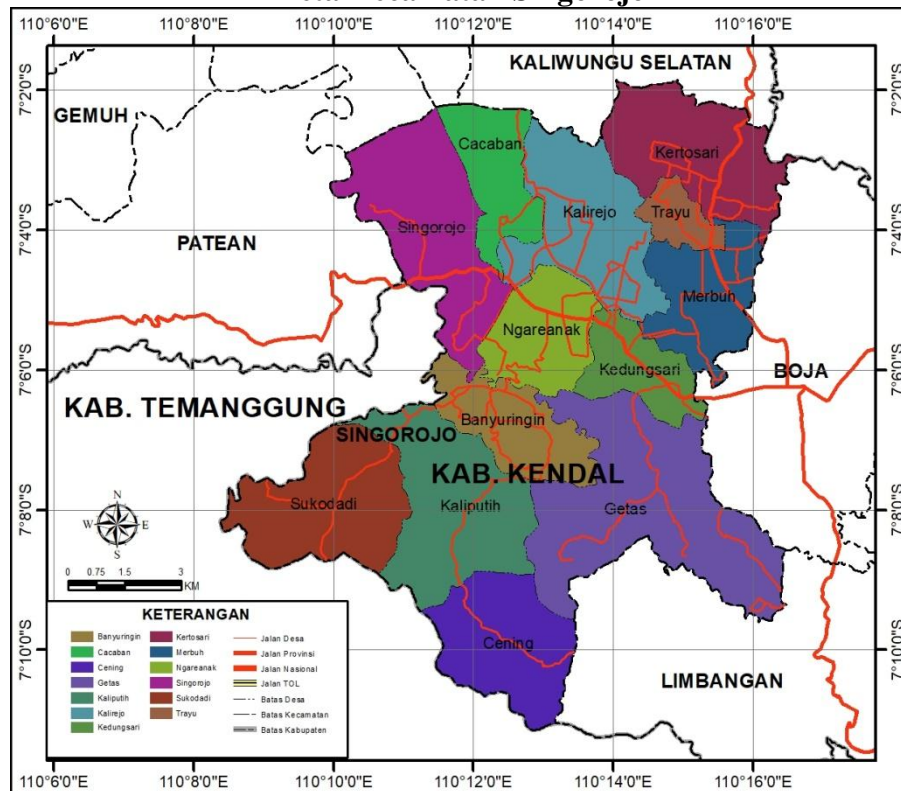 Peta Kecamatan Singorojo
110°6'0"E 110°8'0"E 110°10'0"E 110°12'0"E 110°14'0"E 110°16'0"E
KALIWUNGU SELATAN
7°2'0"S
7°2'0"S
GEMUH
Cacaban
Kertosari
Kalirejo
Trayu
Singorojo
7°4'0"S
7°4'0"S
PATEAN
Merbuh
Ngareanak
Kedungsari
BOJA
7°6'0"S
7°6'0"S
KAB. TEMANGGUNG
Banyuringin
SINGOROJO
KAB. KENDAL
Sukodadi
Kaliputih
Getas
7°8'0"S
7°8'0"S
N
W
E
S
0 0.75 1.5 3
KM
Cening
7°10'0"S
7°10'0"S
LIMBANGAN
KETERANGAN
Banyuringin
Cacaban
Cening
Getas
Kaliputih
Kalirejo
Kedungsari
Kertosari
Merbuh
Ngareanak
Singorojo
Sukodadi
Trayu
Jalan Desa
Jalan Provinsi
Jalan Nasional
Jalan TOL
Batas Desa
Batas Kecamatan
Batas Kabupaten
110°6'0"E 110°8'0"E 110°10'0"E 110°12'0"E 110°14'0"E 110°16'0"E